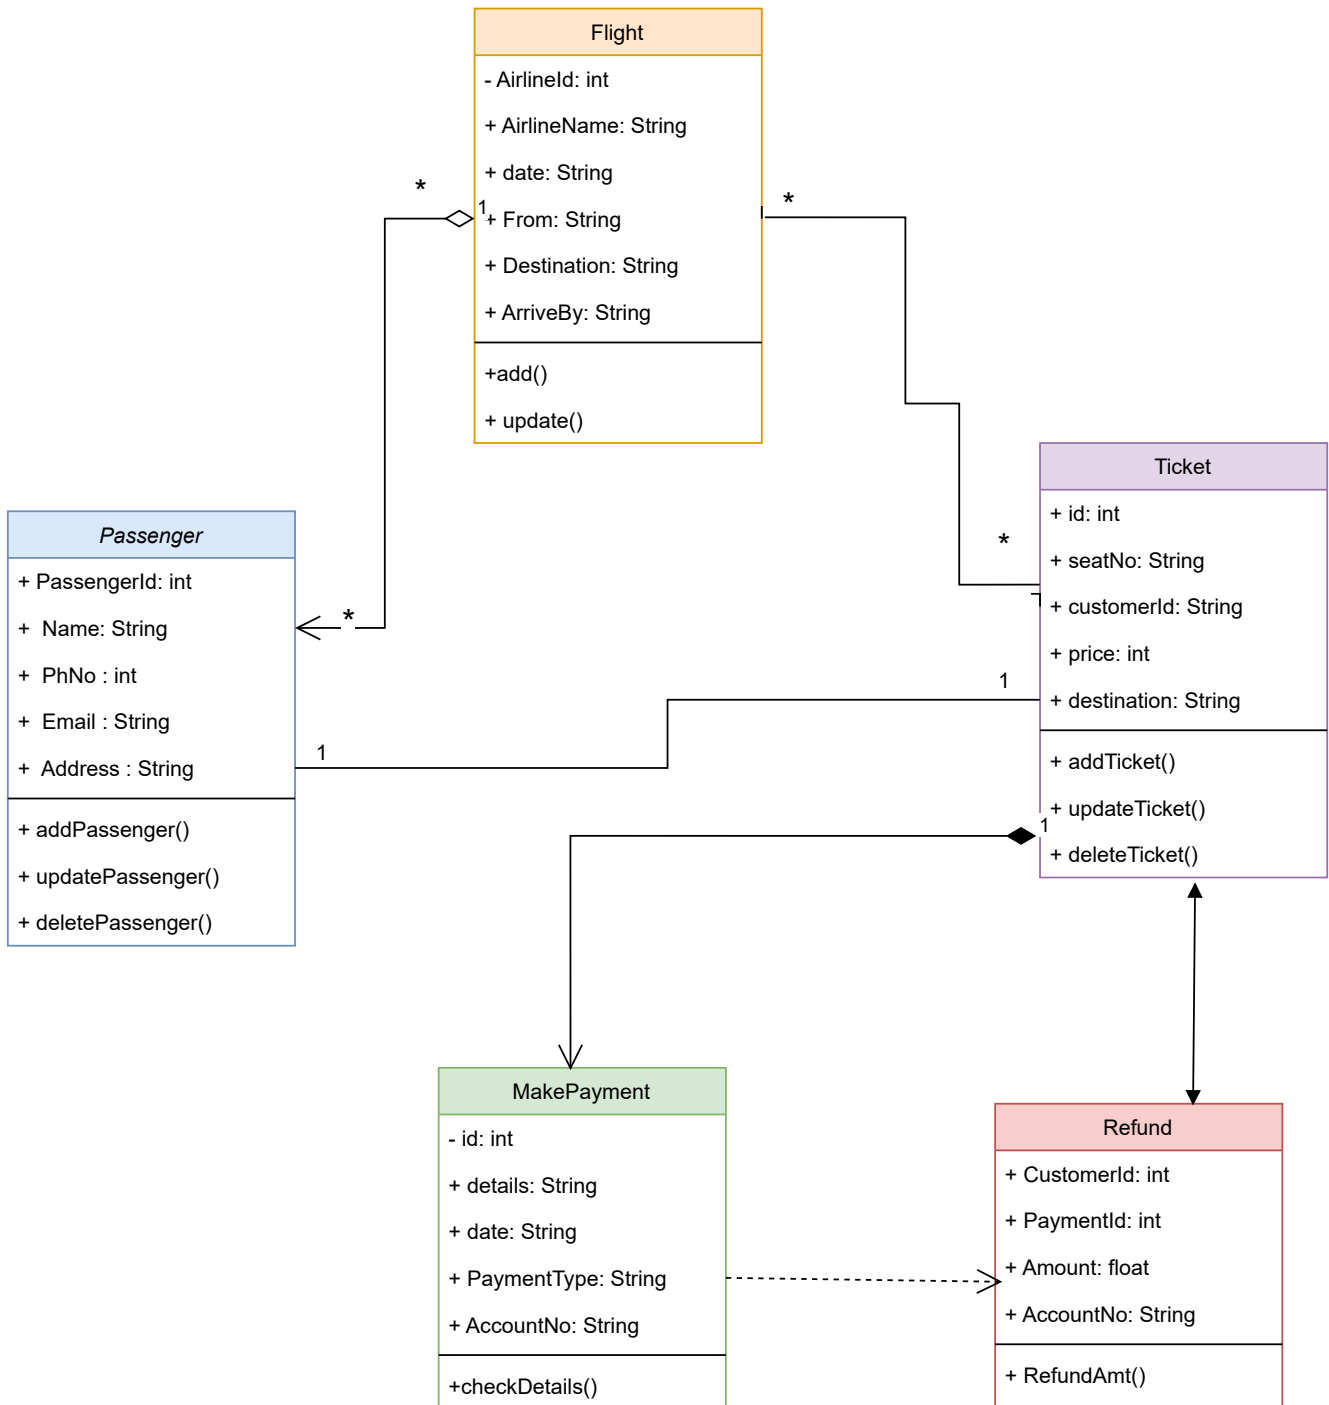 Flight
- AirlineId: int
+ AirlineName: String
+ date: String
+ From: String
+ Destination: String
+ ArriveBy: String
+add()
+ update()
*
1
*
*
*
1
1
1
Ticket
+ id: int
+ seatNo: String
+ customerId: String
+ price: int
+ destination: String
+ addTicket()
+ updateTicket()
+ deleteTicket()
Passenger
+ PassengerId: int
+ Name: String
+ PhNo : int
+ Email : String
+ Address : String
+ addPassenger()
+ updatePassenger()
+ deletePassenger()
MakePayment
- id: int
+ details: String
+ date: String
+ PaymentType: String
+ AccountNo: String
+checkDetails()
Refund
+ CustomerId: int
+ PaymentId: int
+ Amount: float
+ AccountNo: String
+ RefundAmt()